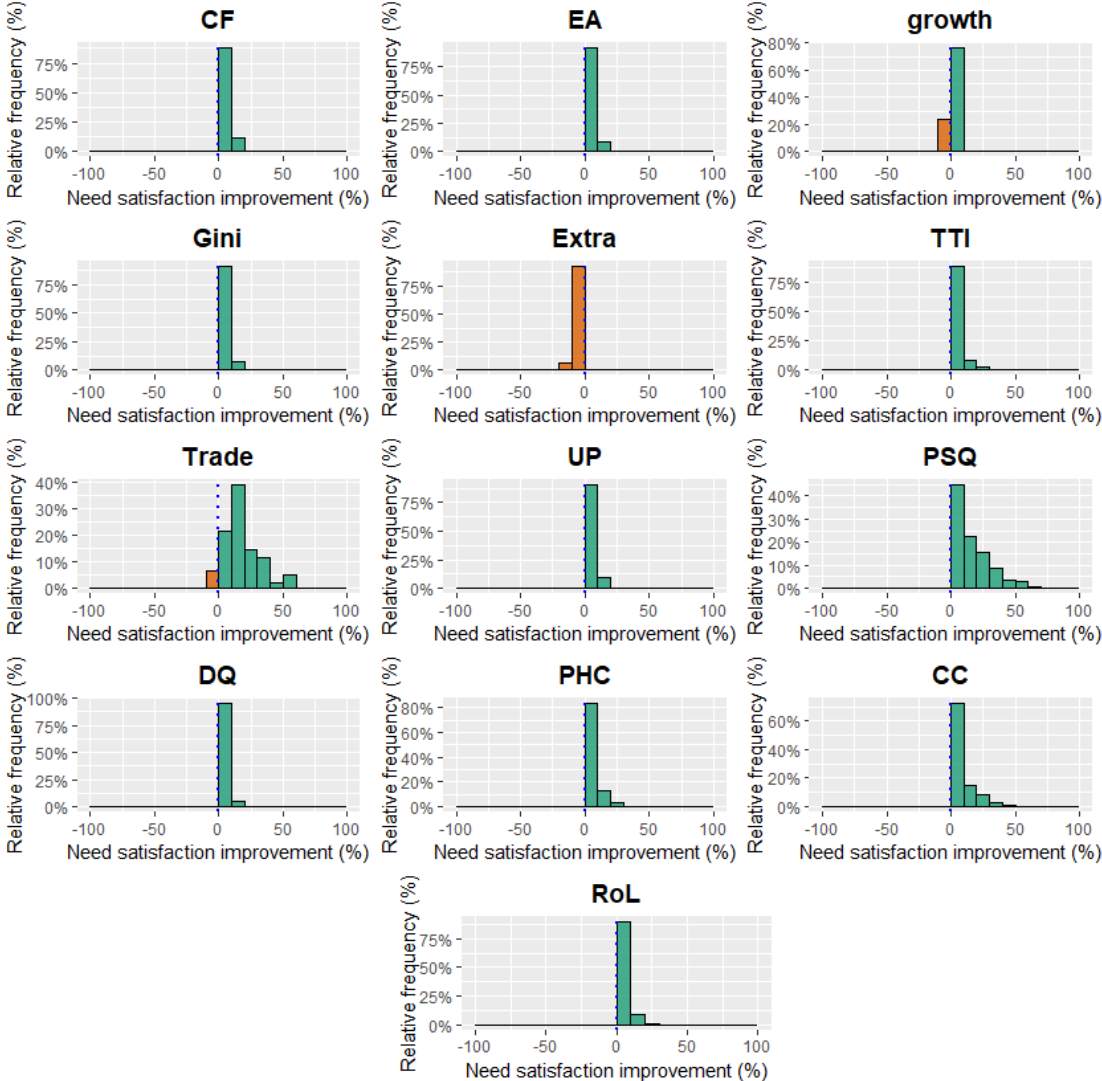 CF
Relative frequency (%)
75%
50%
25%
0%
-100 -50 0 50 100
Need satisfaction improvement (%)
EA
Relative frequency (%)
75%
50%
25%
0%
-100 -50 0 50 100
Need satisfaction improvement (%)
growth
Relative frequency (%)
80%
60%
40%
20%
0%
-100 -50 0 50 100
Need satisfaction improvement (%)
Gini
Relative frequency (%)
75%
50%
25%
0%
-100 -50 0 50 100
Need satisfaction improvement (%)
Extra
Relative frequency (%)
75%
50%
25%
0%
-100 -50 0 50 100
Need satisfaction improvement (%)
TTI
Relative frequency (%)
75%
50%
25%
0%
-100 -50 0 50 100
Need satisfaction improvement (%)
Trade
Relative frequency (%)
40%
30%
20%
10%
0%
-100 -50 0 50 100
Need satisfaction improvement (%)
UP
Relative frequency (%)
75%
50%
25%
0%
-100 -50 0 50 100
Need satisfaction improvement (%)
PSQ
Relative frequency (%)
40%
30%
20%
10%
0%
-100 -50 0 50 100
Need satisfaction improvement (%)
DQ
Relative frequency (%)
100%
75%
50%
25%
0%
-100 -50 0 50 100
Need satisfaction improvement (%)
PHC
Relative frequency (%)
80%
60%
40%
20%
0%
-100 -50 0 50 100
Need satisfaction improvement (%)
CC
Relative frequency (%)
60%
40%
20%
0%
-100 -50 0 50 100
Need satisfaction improvement (%)
RoL
Relative frequency (%)
75%
50%
25%
0%
-100 -50 0 50 100
Need satisfaction improvement (%)